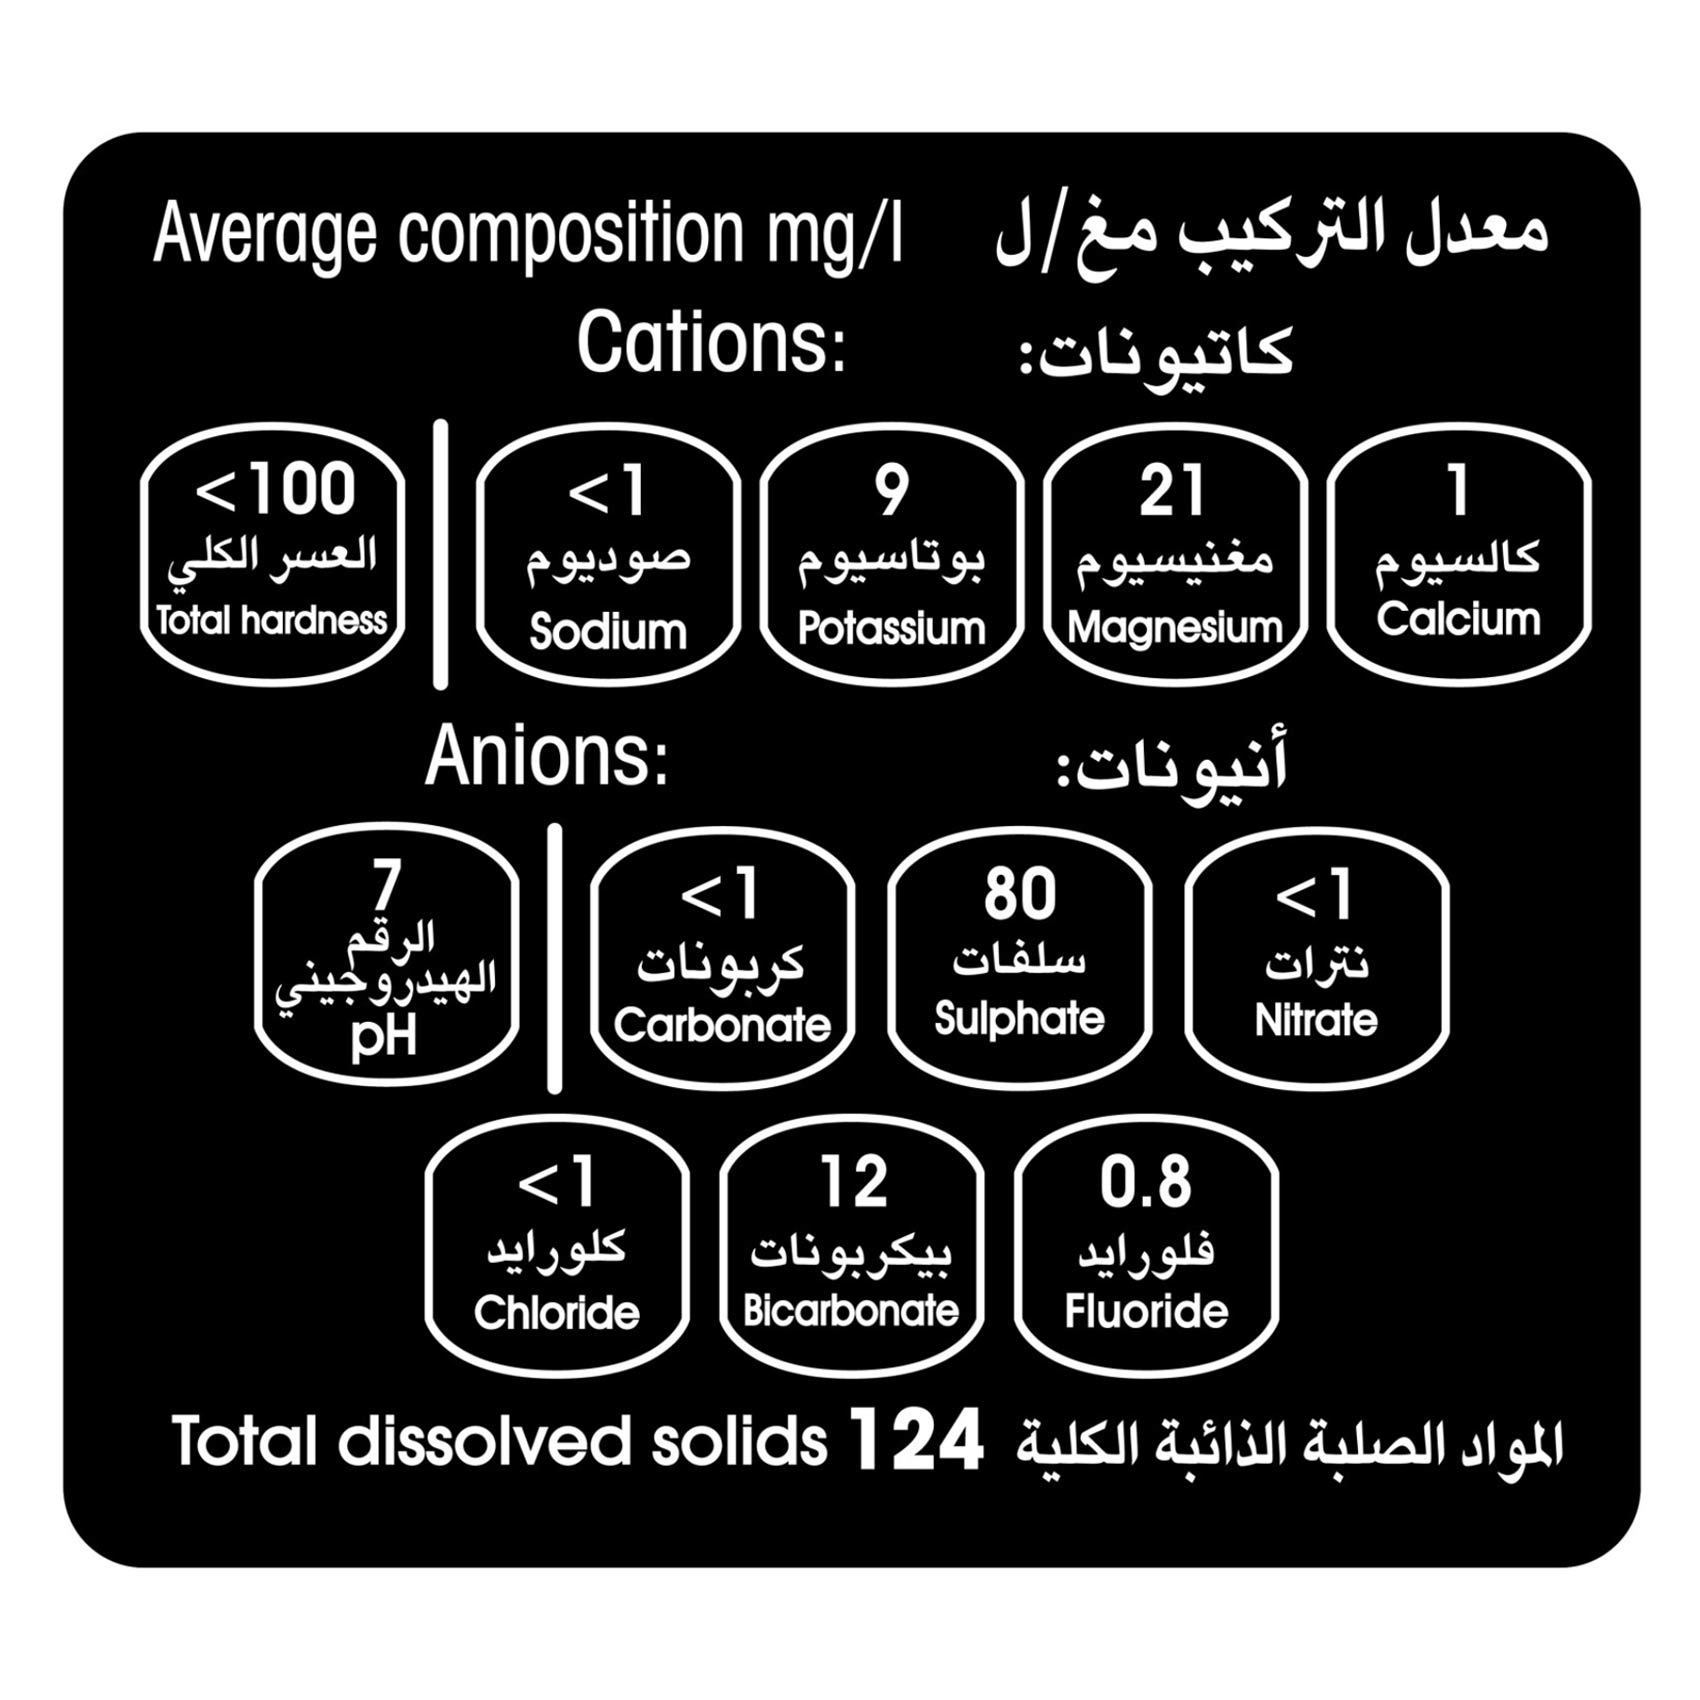 Average composition mg/l معدل التركيب مغ/ل
Cations: كاتيونات:
<100
العسر الكلي
Total hardness
<1
صوديوم
Sodium
9
بوتاسيوم
Potassium
21
مغنيسيوم
Magnesium
1
كالسيوم
Calcium
Anions: أنيونات:
7
الرقم
الهيدروجيني
pH
<1
كربونات
Carbonate
80
سلفات
Sulphate
<1
نترات
Nitrate
<1
كلورايد
Chloride
12
بيكربونات
Bicarbonate
0.8
فلورايد
Fluoride
Total dissolved solids 124 المواد الصلبة الذائبة الكلية